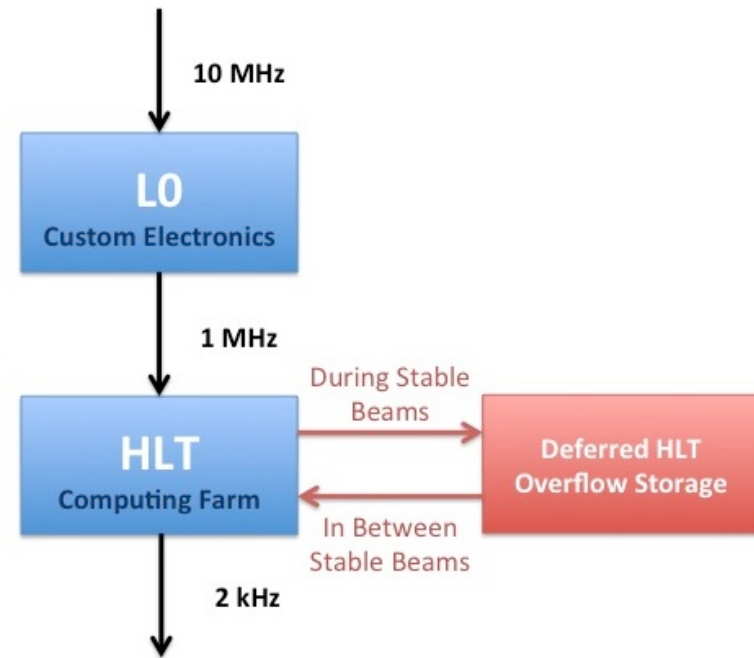 10 MHz
L0
Custom Electronics
1 MHz
During Stable
Beams
HLT
Computing Farm
Deferred HLT
Overflow Storage
In Between
Stable Beams
2 kHz